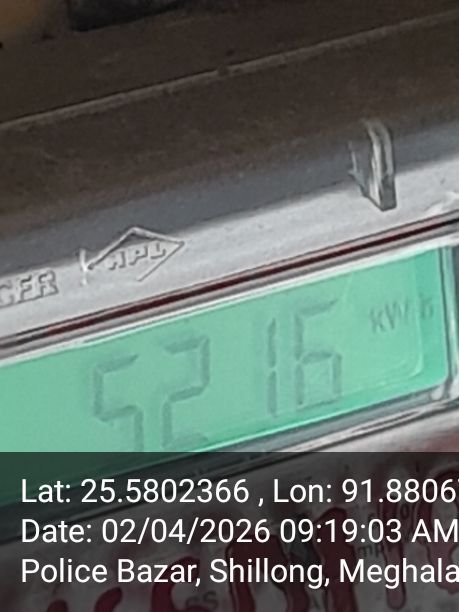 HPL
5216 kWh
Lat: 25.5802366 , Lon: 91.8806
Date: 02/04/2026 09:19:03 AM
Police Bazar, Shillong, Meghala